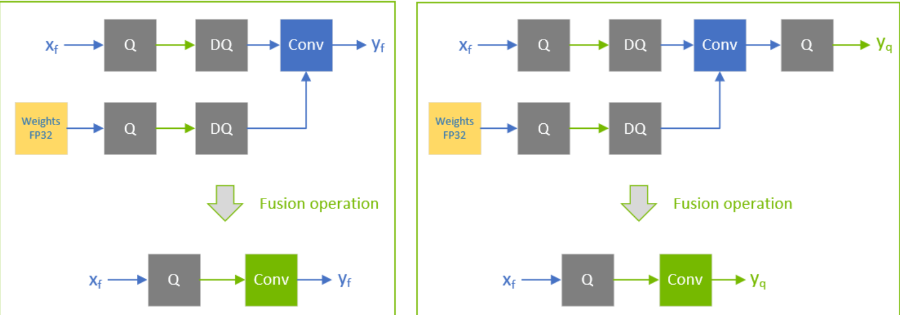 x_f Q DQ Conv y_f
Weights
FP32
Q DQ
Fusion operation
x_f Q Conv y_f
x_f Q DQ Conv Q y_q
Weights
FP32
Q DQ
Fusion operation
x_f Q Conv y_q